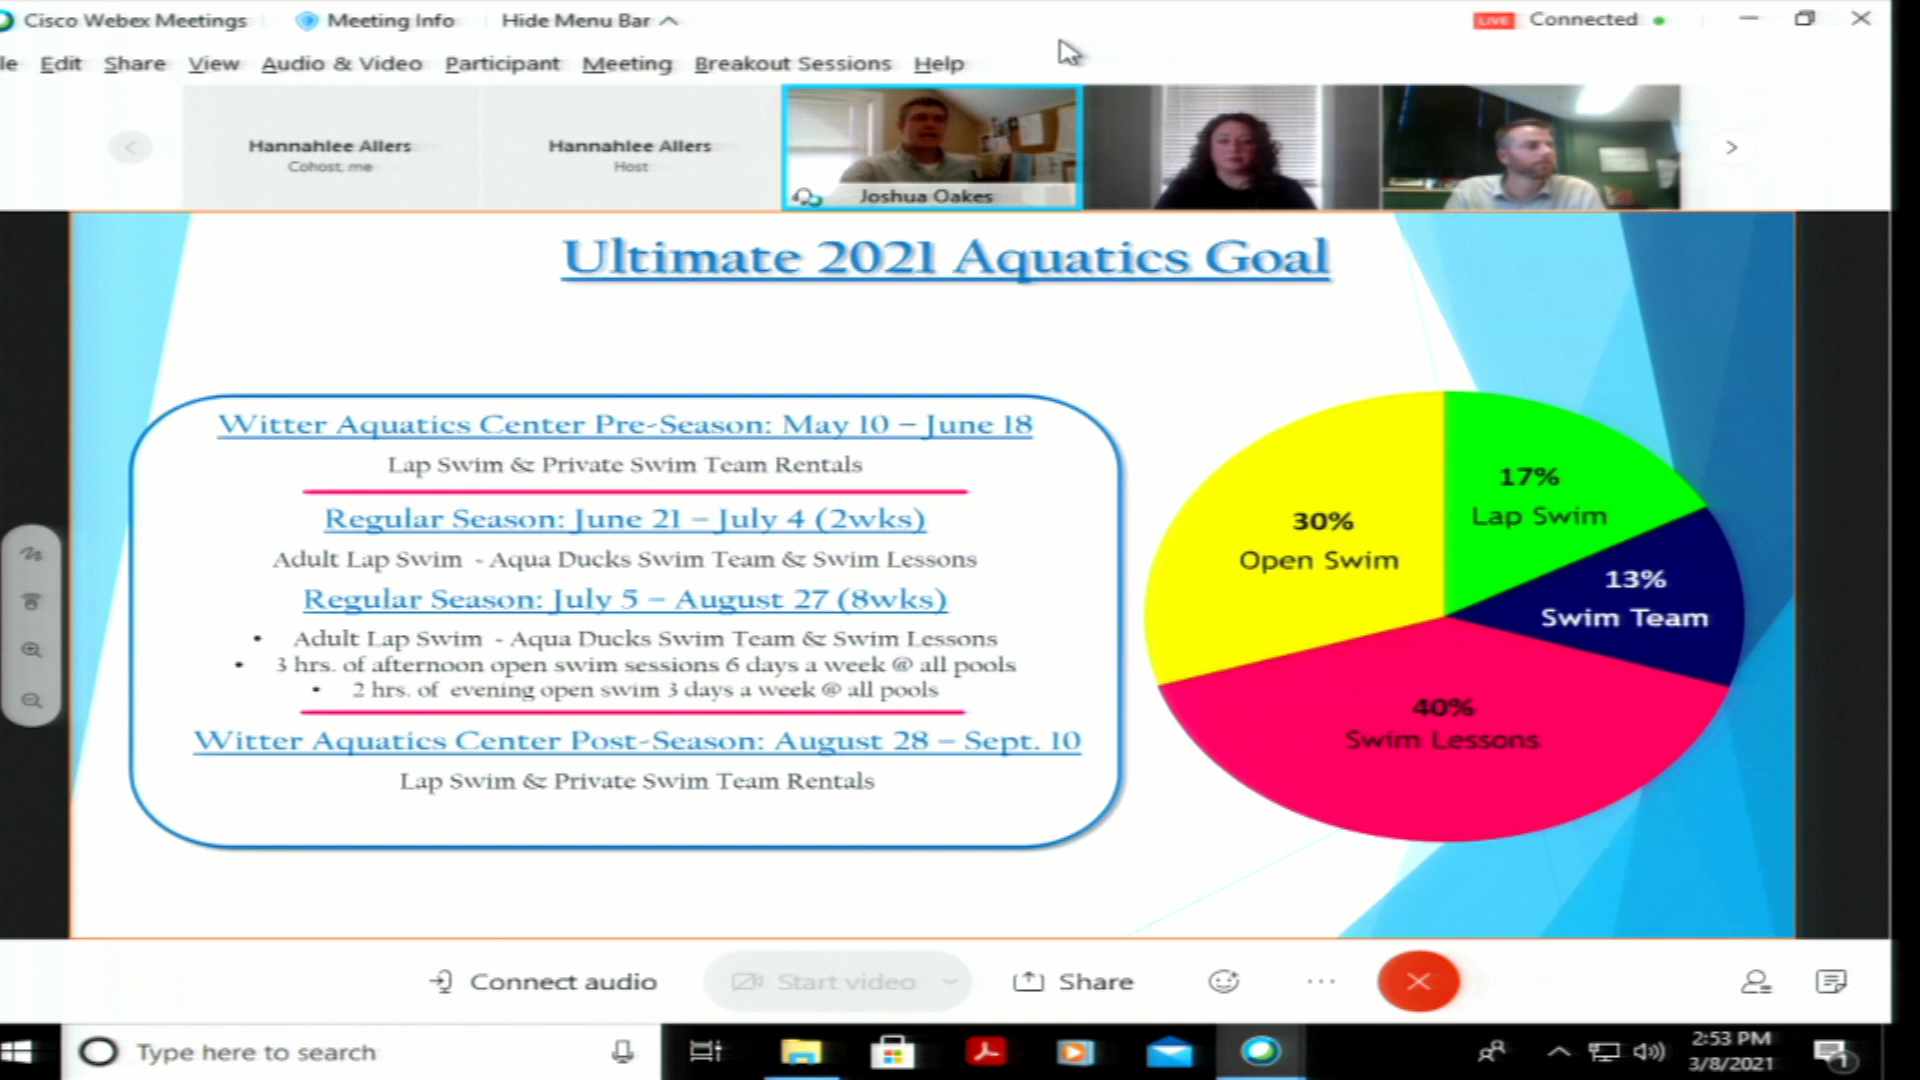 Cisco Webex Meetings Meeting Info Hide Menu Bar LIVE Connected
le Edit Share View Audio & Video Participant Meeting Breakout Sessions Help
Hannahlee Allers
Cohost, me
Hannahlee Allers
Host
Joshua Oakes
Ultimate 2021 Aquatics Goal
Witter Aquatics Center Pre-Season: May 10 – June 18
Lap Swim & Private Swim Team Rentals
Regular Season: June 21 – July 4 (2wks)
Adult Lap Swim - Aqua Ducks Swim Team & Swim Lessons
Regular Season: July 5 – August 27 (8wks)
• Adult Lap Swim - Aqua Ducks Swim Team & Swim Lessons
• 3 hrs. of afternoon open swim sessions 6 days a week @ all pools
• 2 hrs. of evening open swim 3 days a week @ all pools
Witter Aquatics Center Post-Season: August 28 – Sept. 10
Lap Swim & Private Swim Team Rentals
17%
Lap Swim
30%
Open Swim
13%
Swim Team
40%
Swim Lessons
Connect audio Start video Share
Type here to search
2:53 PM
3/8/2021
1